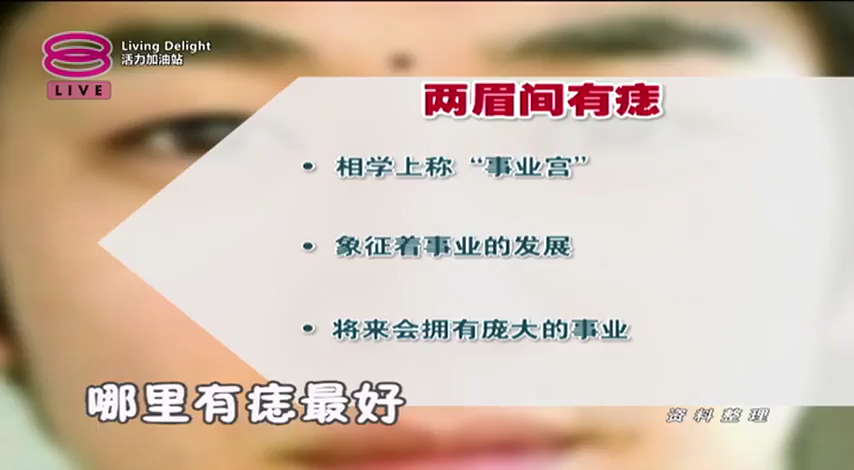 Living Delight
活力加油站
LIVE
两眉间有痣
• 相学上称“事业宫”
• 象征着事业的发展
• 将来会拥有庞大的事业
哪里有痣最好
资料整理